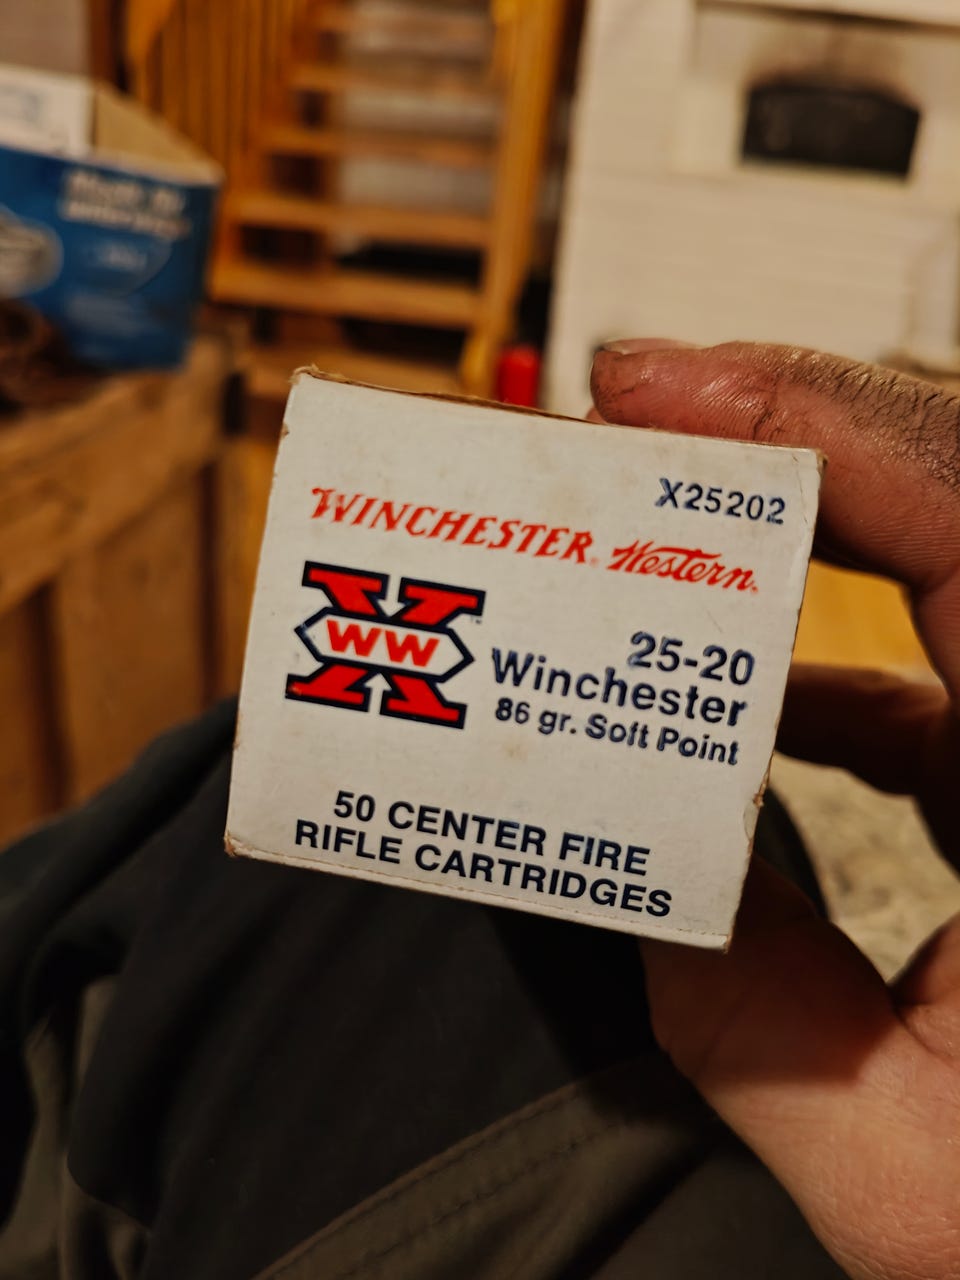 X25202
WINCHESTER Western
WW
25-20
Winchester
86 gr. Soft Point
50 CENTER FIRE
RIFLE CARTRIDGES